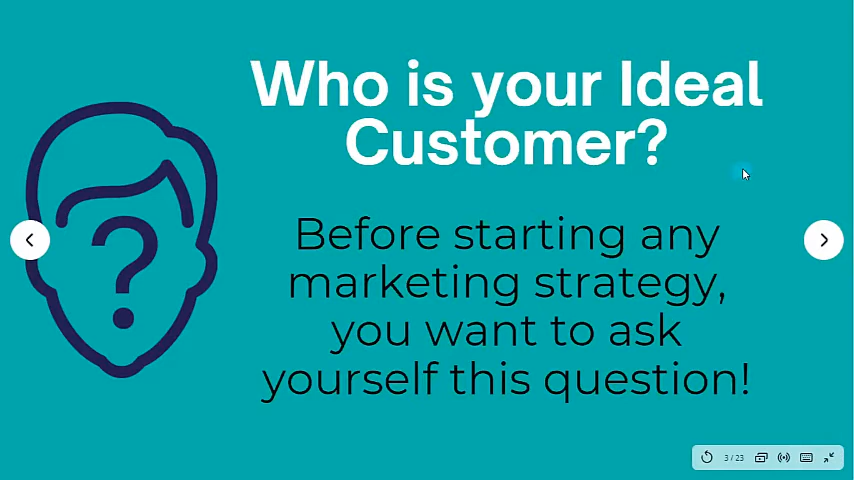 Who is your Ideal
Customer?
?
Before starting any
marketing strategy,
you want to ask
yourself this question!
3 / 23